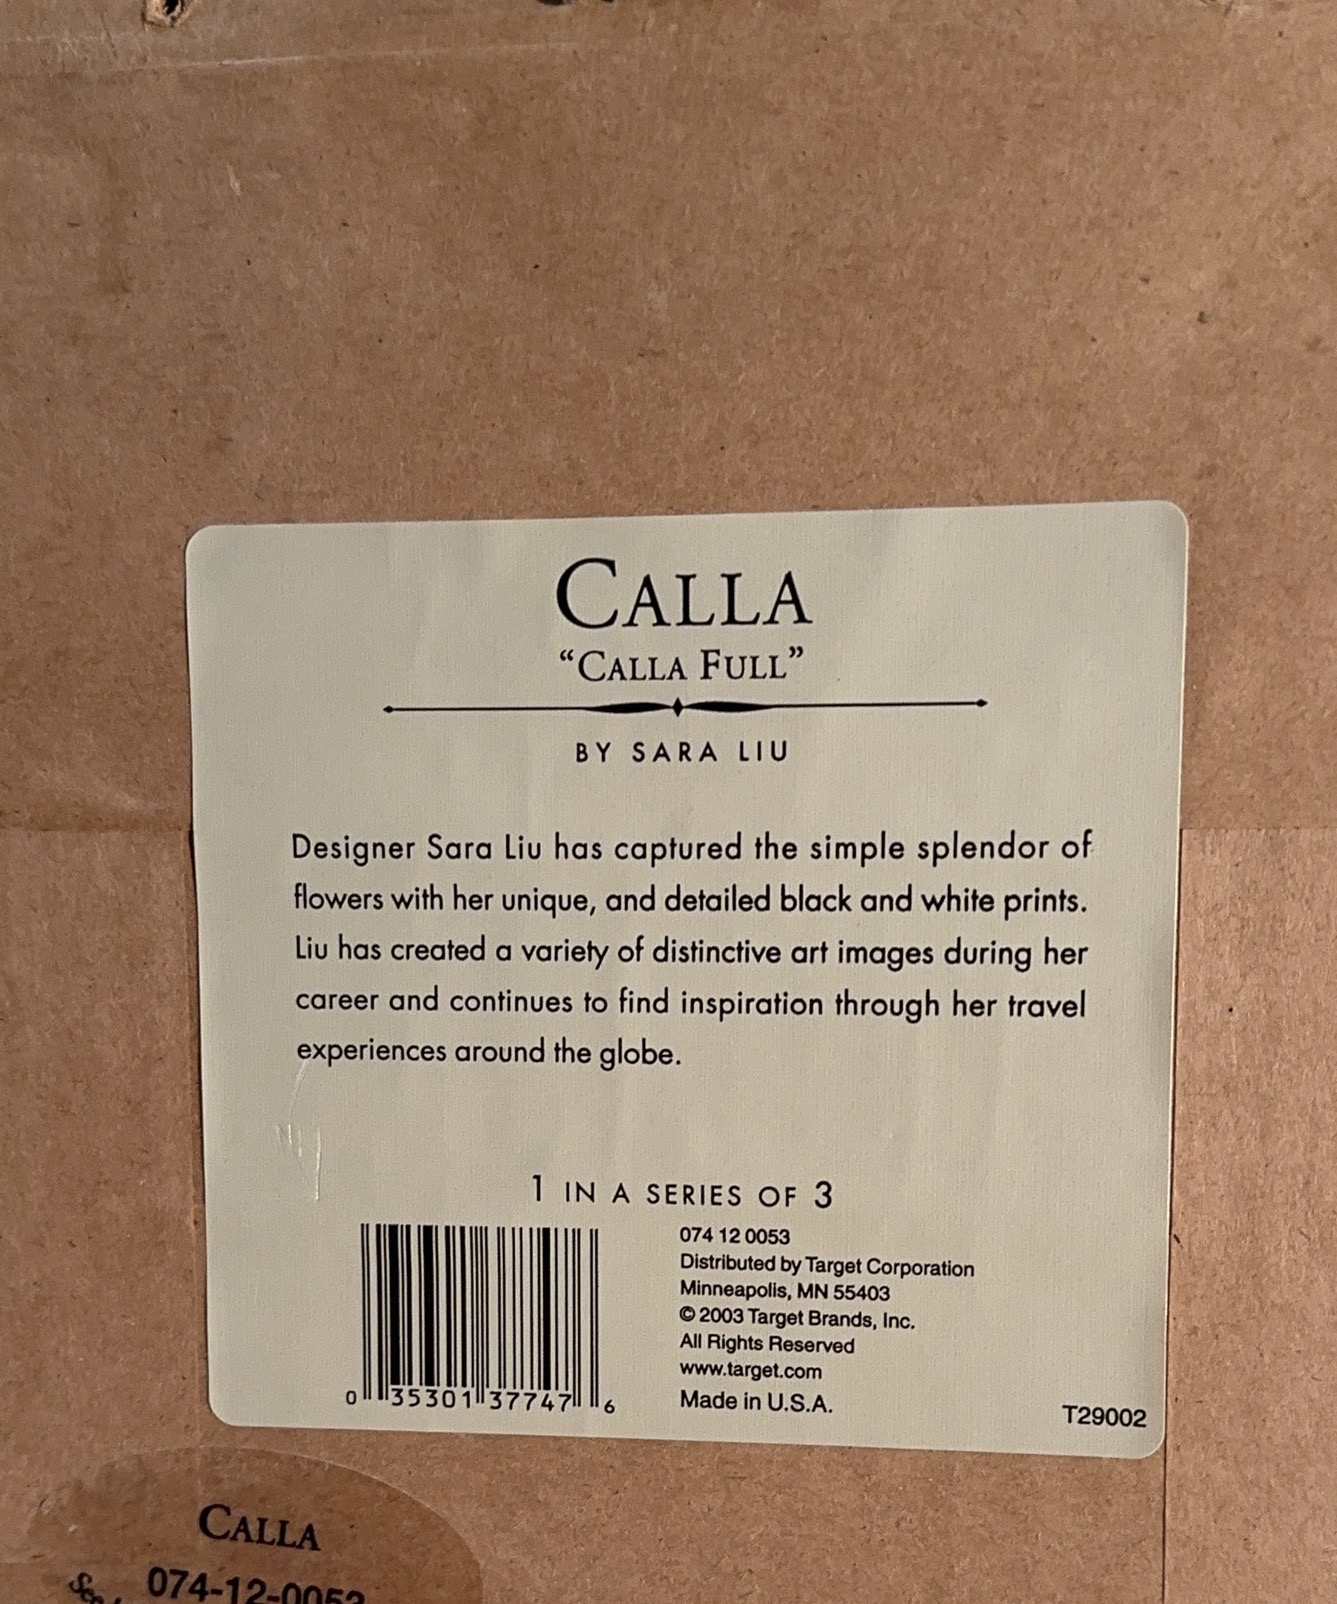 CALLA
“CALLA FULL”
BY SARA LIU
Designer Sara Liu has captured the simple splendor of
flowers with her unique, and detailed black and white prints.
Liu has created a variety of distinctive art images during her
career and continues to find inspiration through her travel
experiences around the globe.
1 IN A SERIES OF 3
074 12 0053
Distributed by Target Corporation
Minneapolis, MN 55403
© 2003 Target Brands, Inc.
All Rights Reserved
www.target.com
Made in U.S.A.
0 35301 37747 6
T29002
CALLA
074-12-0053